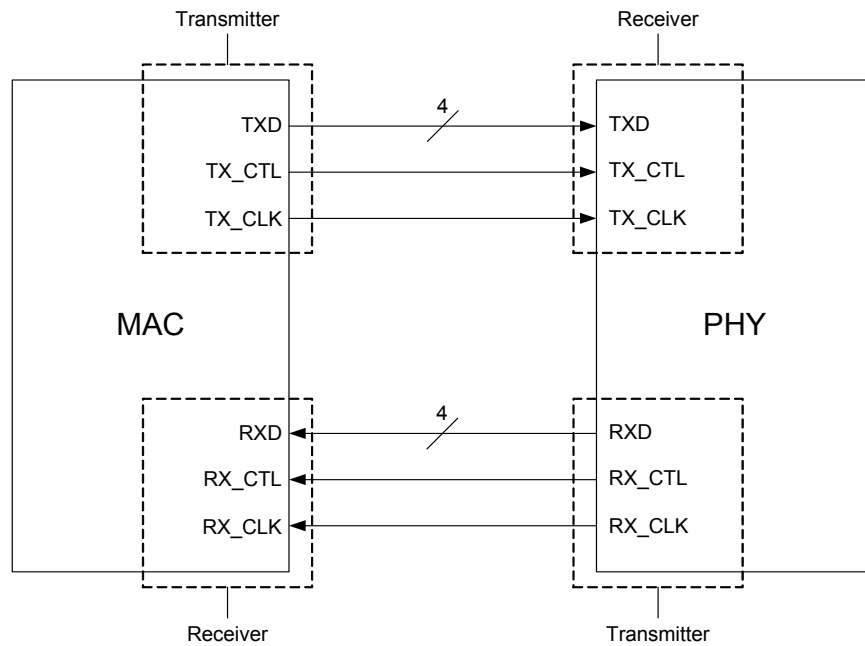 Transmitter
Receiver
4
TXD
TXD
TX_CTL
TX_CTL
TX_CLK
TX_CLK
MAC
PHY
4
RXD
RXD
RX_CTL
RX_CTL
RX_CLK
RX_CLK
Receiver
Transmitter